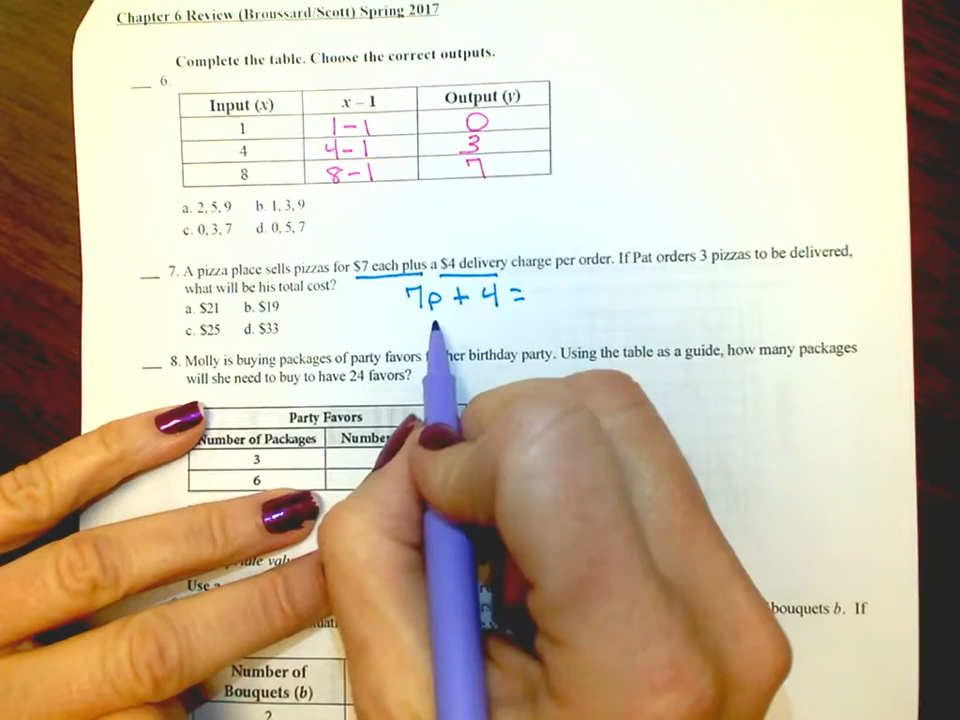 Chapter 6 Review (Broussard/Scott) Spring 2017
Complete the table. Choose the correct outputs.
6.
Input (x) x – 1 Output (y)
1 1-1 0
4 4-1 3
8 8-1 7
a. 2, 5, 9 b. 1, 3, 9
c. 0, 3, 7 d. 0, 5, 7
7. A pizza place sells pizzas for $7 each plus a $4 delivery charge per order. If Pat orders 3 pizzas to be delivered,
what will be his total cost?
7p + 4 =
a. $21 b. $19
c. $25 d. $33
8. Molly is buying packages of party favors her birthday party. Using the table as a guide, how many packages
will she need to buy to have 24 favors?
Party Favors
Number of Packages
3
6
Use
bouquets b. If
Number of
Bouquets (b)
2